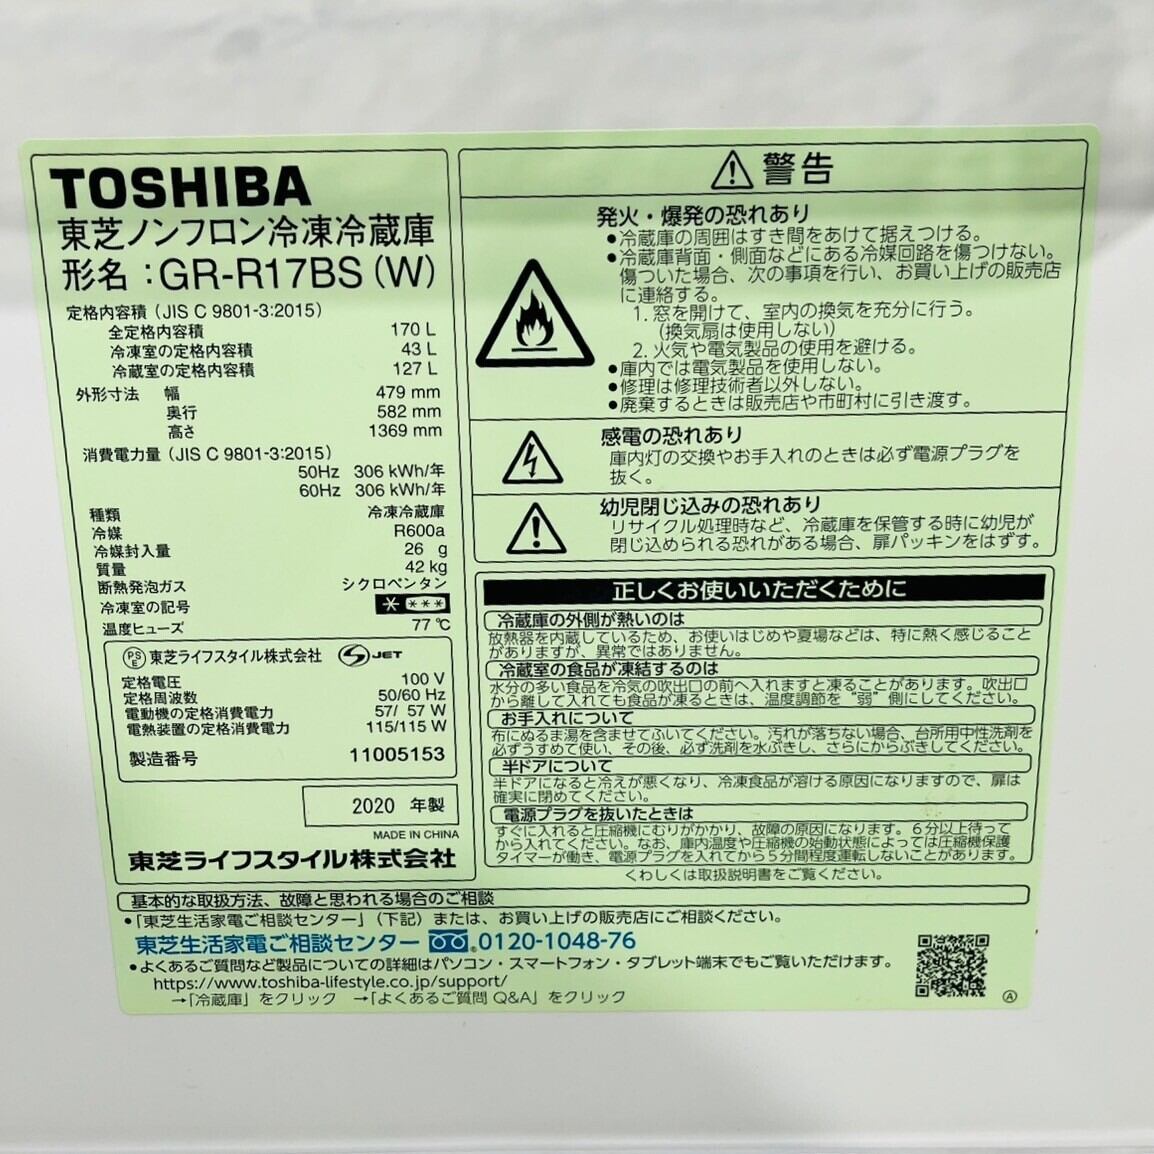 TOSHIBA
東芝ノンフロン冷凍冷蔵庫
形名：GR-R17BS (W)
定格内容積 (JIS C 9801-3:2015)
全定格内容積 170 L
冷凍室の定格内容積 43 L
冷蔵室の定格内容積 127 L
外形寸法 幅 479 mm
奥行 582 mm
高さ 1369 mm
消費電力量 (JIS C 9801-3:2015)
50Hz 306 kWh/年
60Hz 306 kWh/年
種類 冷凍冷蔵庫
冷媒 R600a
冷媒封入量 26 g
質量 42 kg
断熱発泡ガス シクロペンタン
冷凍室の記号 * ***
温度ヒューズ 77 ℃
PSE 東芝ライフスタイル株式会社 S JET
定格電圧 100 V
定格周波数 50/60 Hz
電動機の定格消費電力 57/ 57 W
電熱装置の定格消費電力 115/115 W
製造番号 11005153
2020 年製
MADE IN CHINA
東芝ライフスタイル株式会社
警告
発火・爆発の恐れあり
●冷蔵庫の周囲はすき間をあけて据えつける。
●冷蔵庫背面・側面などにある冷媒回路を傷つけない。
傷ついた場合、次の事項を行い、お買い上げの販売店
に連絡する。
1. 窓を開けて、室内の換気を充分に行う。
(換気扇は使用しない)
2. 火気や電気製品の使用を避ける。
●庫内では電気製品を使用しない。
●修理は修理技術者以外しない。
●廃棄するときは販売店や市町村に引き渡す。
感電の恐れあり
庫内灯の交換やお手入れのときは必ず電源プラグを
抜く。
幼児閉じ込みの恐れあり
リサイクル処理時など、冷蔵庫を保管する時に幼児が
閉じ込められる恐れがある場合、扉パッキンをはずす。
正しくお使いいただくために
冷蔵庫の外側が熱いのは
放熱器を内蔵しているため、お使いはじめや夏場などは、特に熱く感じること
がありますが、異常ではありません。
冷蔵室の食品が凍結するのは
水分の多い食品を冷気の吹出口の前へ入れますと凍ることがあります。吹出口
から離して入れても食品が凍るときは、温度調節を“弱”側にしてください。
お手入れについて
布にぬるま湯を含ませてふいてください。汚れが落ちない場合、台所用中性洗剤を
必ずうすめて使い、その後、必ず洗剤を水ぶきし、さらにからぶきしてください。
半ドアについて
半ドアになると冷えが悪くなり、冷凍食品が溶ける原因になりますので、扉は
確実に閉めてください。
電源プラグを抜いたときは
すぐに入れると圧縮機にむりがかかり、故障の原因になります。６分以上待って
から入れてください。なお、庫内温度や圧縮機の始動状態によっては圧縮機保護
タイマーが働き、電源プラグを入れてから５分間程度運転しないことがあります。
くわしくは取扱説明書をご覧ください。
基本的な取扱方法、故障と思われる場合のご相談
•「東芝生活家電ご相談センター」（下記）または、お買い上げの販売店にご相談ください。
東芝生活家電ご相談センター 0120-1048-76
•よくあるご質問など製品についての詳細はパソコン・スマートフォン・タブレット端末でもご覧いただけます。
https://www.toshiba-lifestyle.co.jp/support/
→「冷蔵庫」をクリック →「よくあるご質問 Q&A」をクリック
Ⓐ